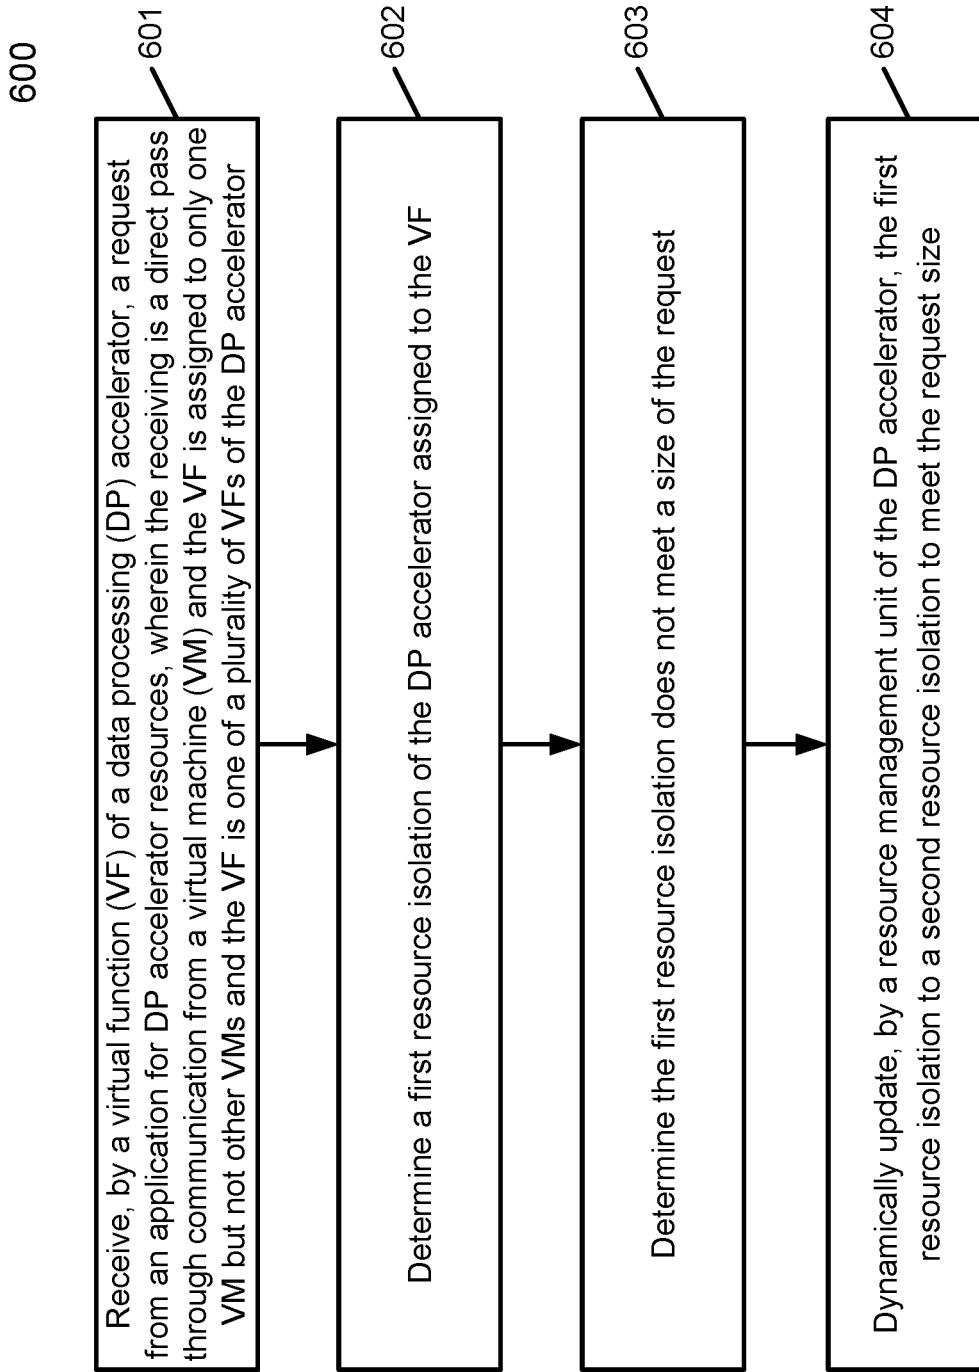 600
Receive, by a virtual function (VF) of a data processing (DP) accelerator, a request
from an application for DP accelerator resources, wherein the receiving is a direct pass
through communication from a virtual machine (VM) and the VF is assigned to only one
VM but not other VMs and the VF is one of a plurality of VFs of the DP accelerator
601
Determine a first resource isolation of the DP accelerator assigned to the VF
602
Determine the first resource isolation does not meet a size of the request
603
Dynamically update, by a resource management unit of the DP accelerator, the first
resource isolation to a second resource isolation to meet the request size
604